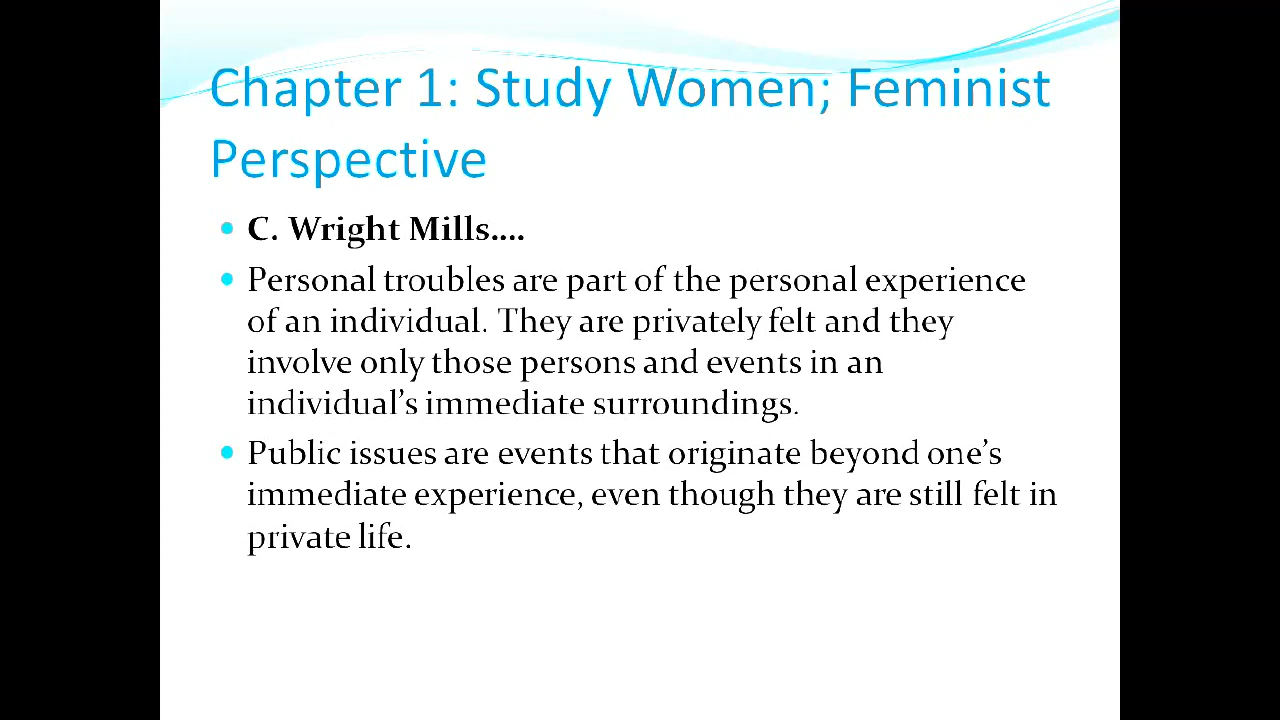 Chapter 1: Study Women; Feminist
Perspective
• C. Wright Mills....
• Personal troubles are part of the personal experience
of an individual. They are privately felt and they
involve only those persons and events in an
individual’s immediate surroundings.
• Public issues are events that originate beyond one’s
immediate experience, even though they are still felt in
private life.